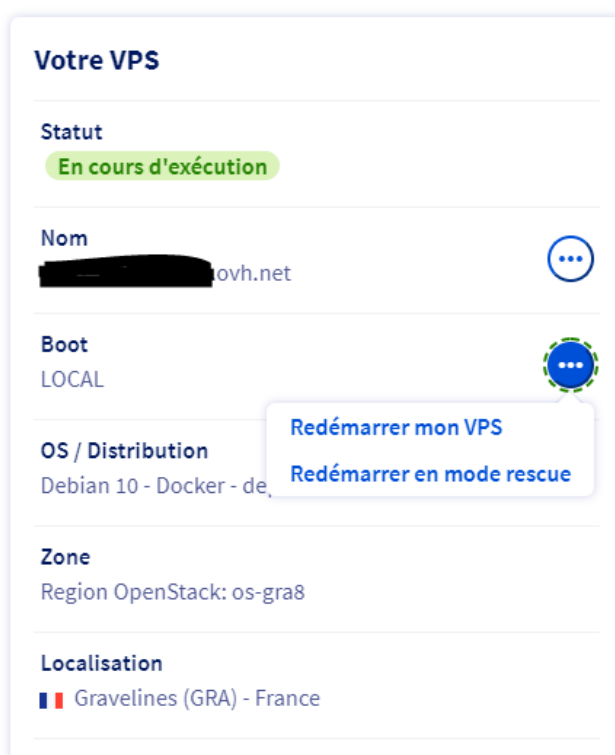 Votre VPS
Statut
En cours d'exécution
Nom
.ovh.net
Boot
LOCAL
Redémarrer mon VPS
OS / Distribution
Redémarrer en mode rescue
Debian 10 - Docker -
Zone
Region OpenStack: os-gra8
Localisation
Gravelines (GRA) - France